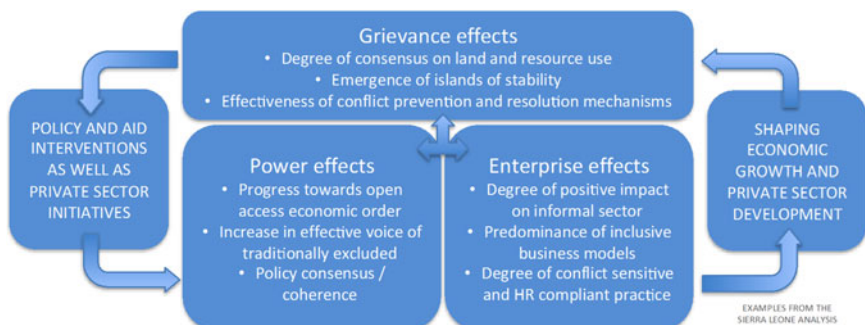 Grievance effects
• Degree of consensus on land and resource use
• Emergence of islands of stability
• Effectiveness of conflict prevention and resolution mechanisms
POLICY AND AID
INTERVENTIONS
AS WELL AS
PRIVATE SECTOR
INITIATIVES
Power effects
• Progress towards open
access economic order
• Increase in effective voice of
traditionally excluded
• Policy consensus /
coherence
Enterprise effects
• Degree of positive impact
on informal sector
• Predominance of inclusive
business models
• Degree of conflict sensitive
and HR compliant practice
SHAPING
ECONOMIC
GROWTH AND
PRIVATE SECTOR
DEVELOPMENT
EXAMPLES FROM THE
SIERRA LEONE ANALYSIS